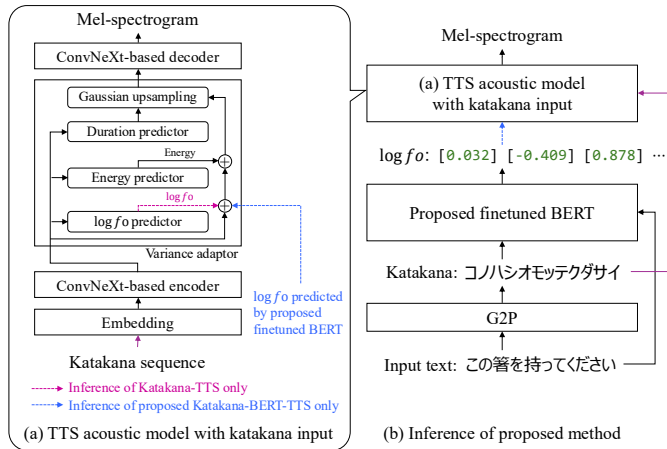 Mel-spectrogram
ConvNeXt-based decoder
Gaussian upsampling
Duration predictor
Energy
Energy predictor
log fo
log fo predictor
Variance adaptor
ConvNeXt-based encoder
log fo predicted
by proposed
finetuned BERT
Embedding
Katakana sequence
Inference of Katakana-TTS only
Inference of proposed Katakana-BERT-TTS only
(a) TTS acoustic model with katakana input
Mel-spectrogram
(a) TTS acoustic model
with katakana input
log fo: [0.032] [-0.409] [0.878] ⋯
Proposed finetuned BERT
Katakana: コノハシオモッテクダサイ
G2P
Input text: この箸を持ってください
(b) Inference of proposed method